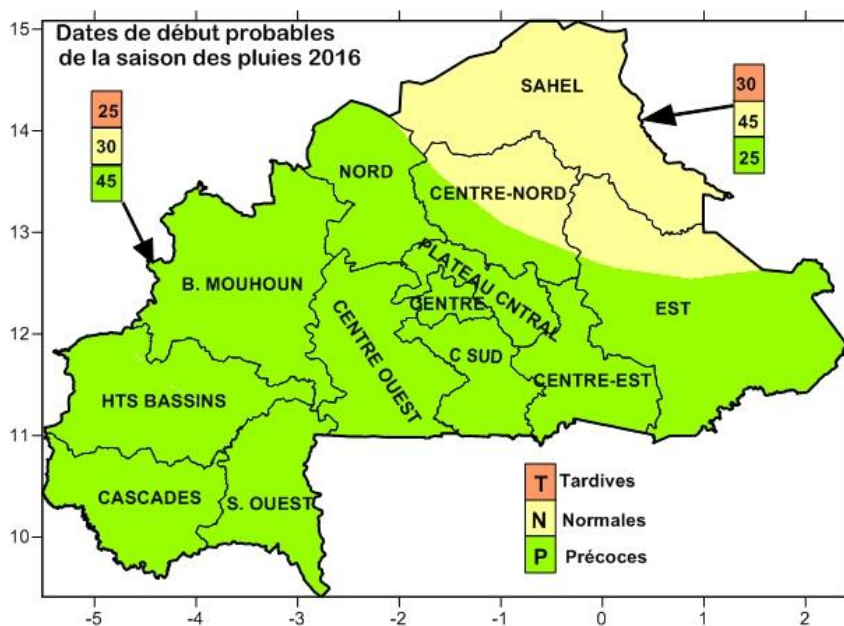 Dates de début probables
de la saison des pluies 2016
15
14
13
12
11
10
-5
-4
-3
-2
-1
0
1
2
25
30
45
30
45
25
SAHEL
NORD
CENTRE-NORD
B. MOUHOUN
PLATEAU CNTRAL
CENTRE
EST
CENTRE OUEST
C SUD
CENTRE-EST
HTS BASSINS
CASCADES
S. OUEST
T Tardives
N Normales
P Précoces